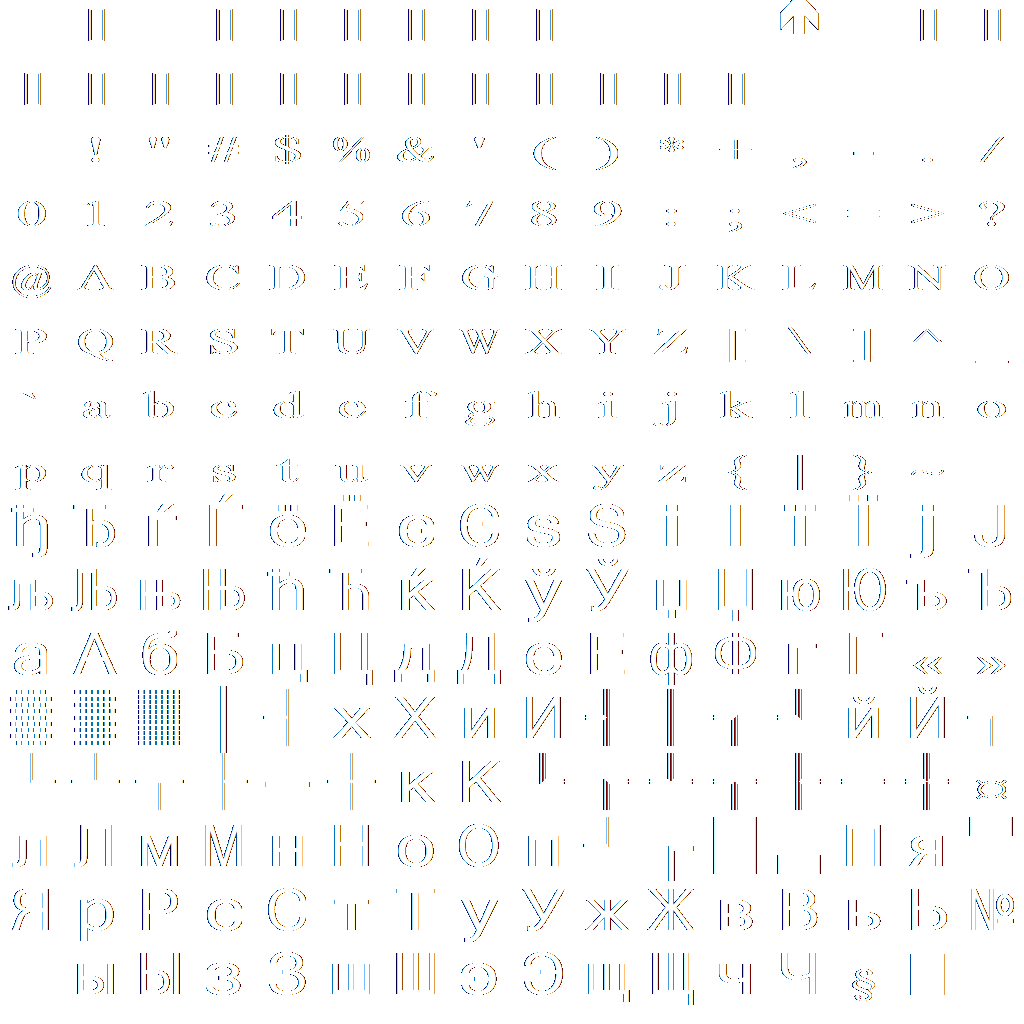 ! " # $ % & ' ( ) * + , - . /
0 1 2 3 4 5 6 7 8 9 : ; < = > ?
@ A B C D E F G H I J K L M N O
P Q R S T U V W X Y Z [ \ ] ^ _
` a b c d e f g h i j k l m n o
p q r s t u v w x y z { | } ~
ђ Ђ ѓ Ѓ ё Ё є Є ѕ Ѕ і І ї Ї ј Ј
љ Љ њ Њ ћ Ћ ќ Ќ ў Ў џ Џ ю Ю ъ Ъ
а А б Б ц Ц д Д е Е ф Ф г Г « »
░ ▒ ▓ │ ┤ х Х и И ╣ ║ ╗ ╝ й Й ┐
└ ┴ ┬ ├ ─ ┼ к К ╚ ╔ ╩ ╦ ╠ ═ ╬ ¤
л Л м М н Н о О п ┘ ┌ █ ▄ П я ▀
Я р Р с С т Т у У ж Ж в В ь Ь №
ы Ы з З ш Ш э Э щ Щ ч Ч § ■